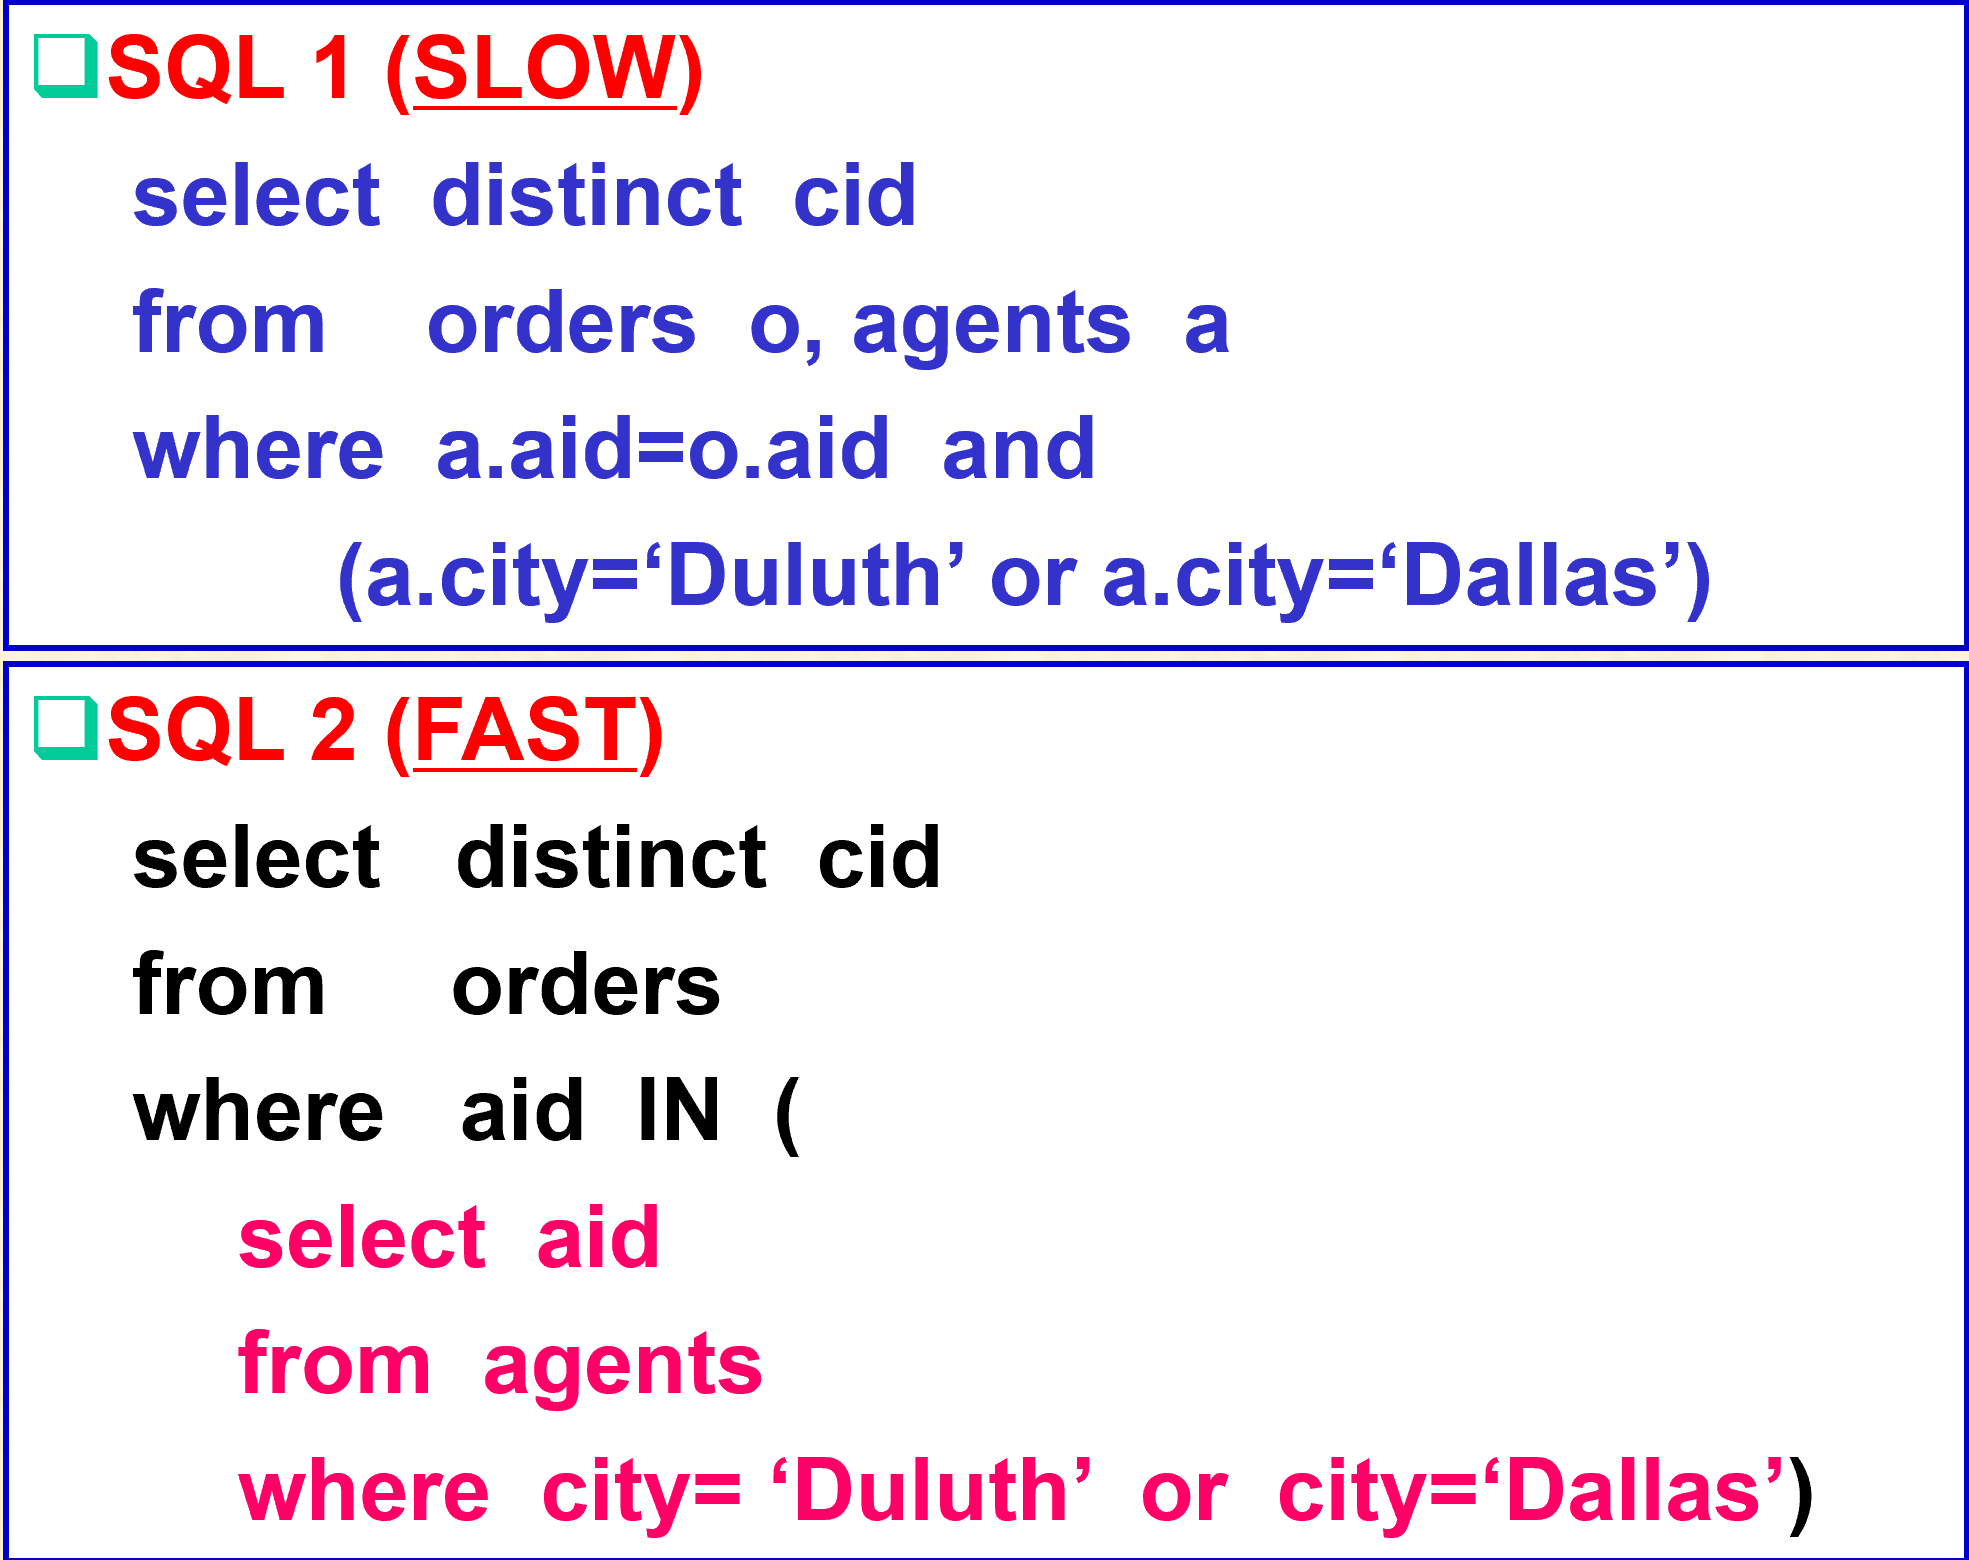 SQL 1 (SLOW)
select distinct cid
from orders o, agents a
where a.aid=o.aid and
(a.city=‘Duluth’ or a.city=‘Dallas’)
SQL 2 (FAST)
select distinct cid
from orders
where aid IN (
select aid
from agents
where city= ‘Duluth’ or city=‘Dallas’)